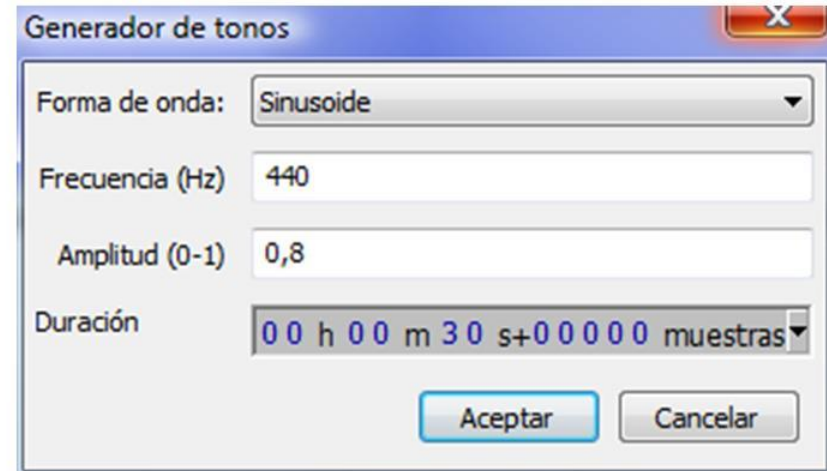 Generador de tonos
Forma de onda: Sinusoide
Frecuencia (Hz) 440
Amplitud (0-1) 0,8
Duración 00 h 00 m 30 s+00000 muestras
Aceptar Cancelar